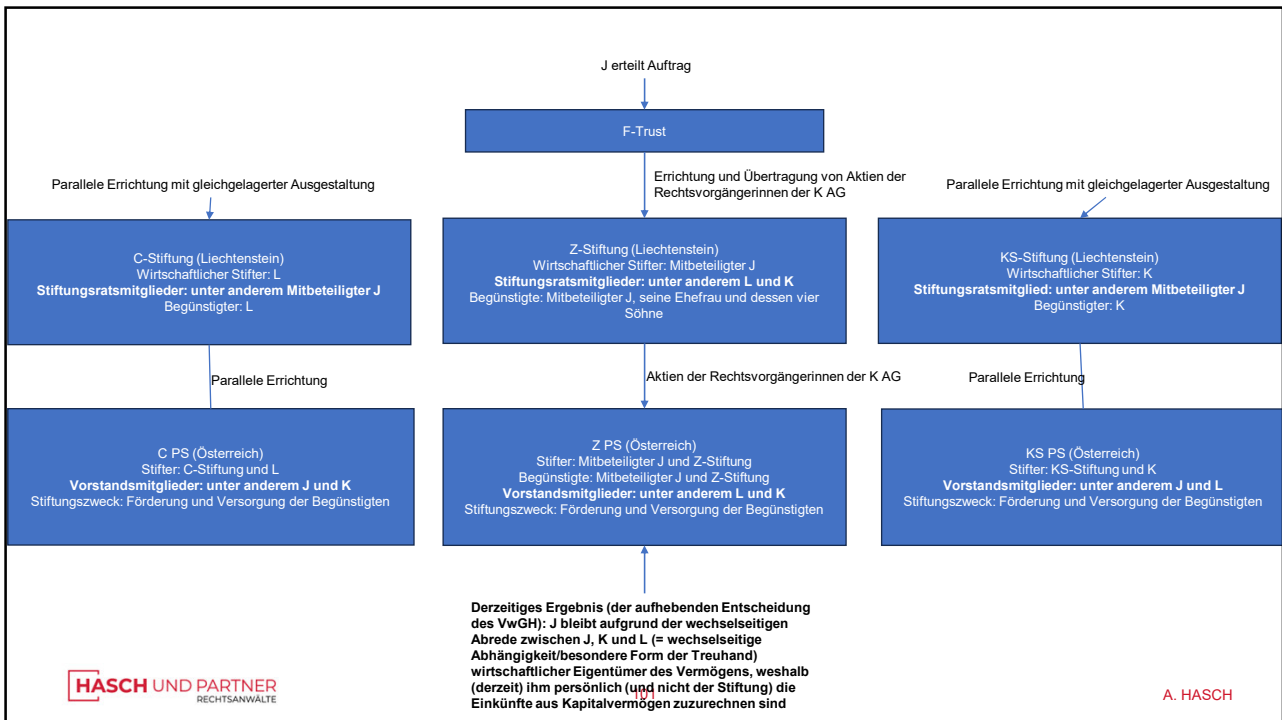 J erteilt Auftrag
F-Trust
Errichtung und Übertragung von Aktien der
Rechtsvorgängerinnen der K AG
Parallele Errichtung mit gleichgelagerter Ausgestaltung
Parallele Errichtung mit gleichgelagerter Ausgestaltung
C-Stiftung (Liechtenstein)
Wirtschaftlicher Stifter: L
Stiftungsratsmitglieder: unter anderem Mitbeteiligter J
Begünstigter: L
Z-Stiftung (Liechtenstein)
Wirtschaftlicher Stifter: Mitbeteiligter J
Stiftungsratsmitglieder: unter anderem L und K
Begünstigte: Mitbeteiligter J, seine Ehefrau und dessen vier
Söhne
KS-Stiftung (Liechtenstein)
Wirtschaftlicher Stifter: K
Stiftungsratsmitglied: unter anderem Mitbeteiligter J
Begünstigter: K
Parallele Errichtung
Aktien der Rechtsvorgängerinnen der K AG
Parallele Errichtung
C PS (Österreich)
Stifter: C-Stiftung und L
Vorstandsmitglieder: unter anderem J und K
Stiftungszweck: Förderung und Versorgung der Begünstigten
Z PS (Österreich)
Stifter: Mitbeteiligter J und Z-Stiftung
Begünstigte: Mitbeteiligter J und Z-Stiftung
Vorstandsmitglieder: unter anderem L und K
Stiftungszweck: Förderung und Versorgung der Begünstigten
KS PS (Österreich)
Stifter: KS-Stiftung und K
Vorstandsmitglieder: unter anderem J und L
Stiftungszweck: Förderung und Versorgung der Begünstigten
Derzeitiges Ergebnis (der aufhebenden Entscheidung
des VwGH): J bleibt aufgrund der wechselseitigen
Abrede zwischen J, K und L (= wechselseitige
Abhängigkeit/besondere Form der Treuhand)
wirtschaftlicher Eigentümer des Vermögens, weshalb
(derzeit) ihm persönlich (und nicht der Stiftung) die
Einkünfte aus Kapitalvermögen zuzurechnen sind
HASCH UND PARTNER
RECHTSANWÄLTE
101
A. HASCH